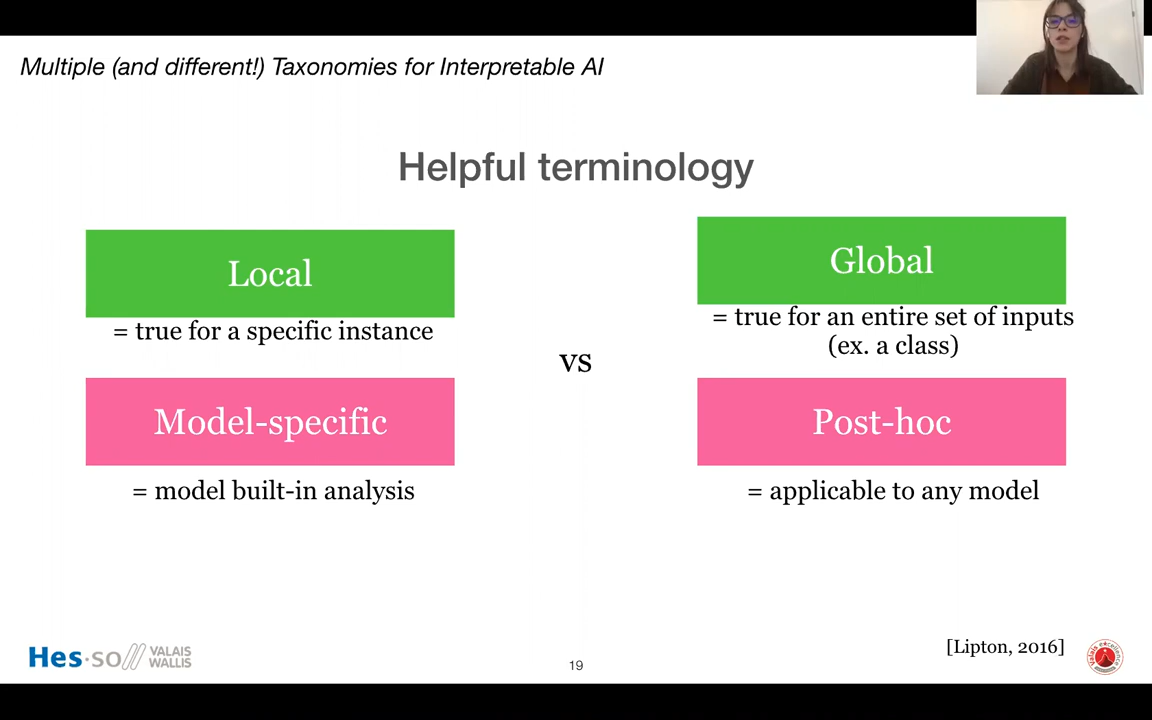 Multiple (and different!) Taxonomies for Interpretable AI
Helpful terminology
Local
= true for a specific instance
Global
= true for an entire set of inputs
(ex. a class)
vs
Model-specific
= model built-in analysis
Post-hoc
= applicable to any model
Hes·so// VALAIS
WALLIS
19
[Lipton, 2016]
Valais excellence